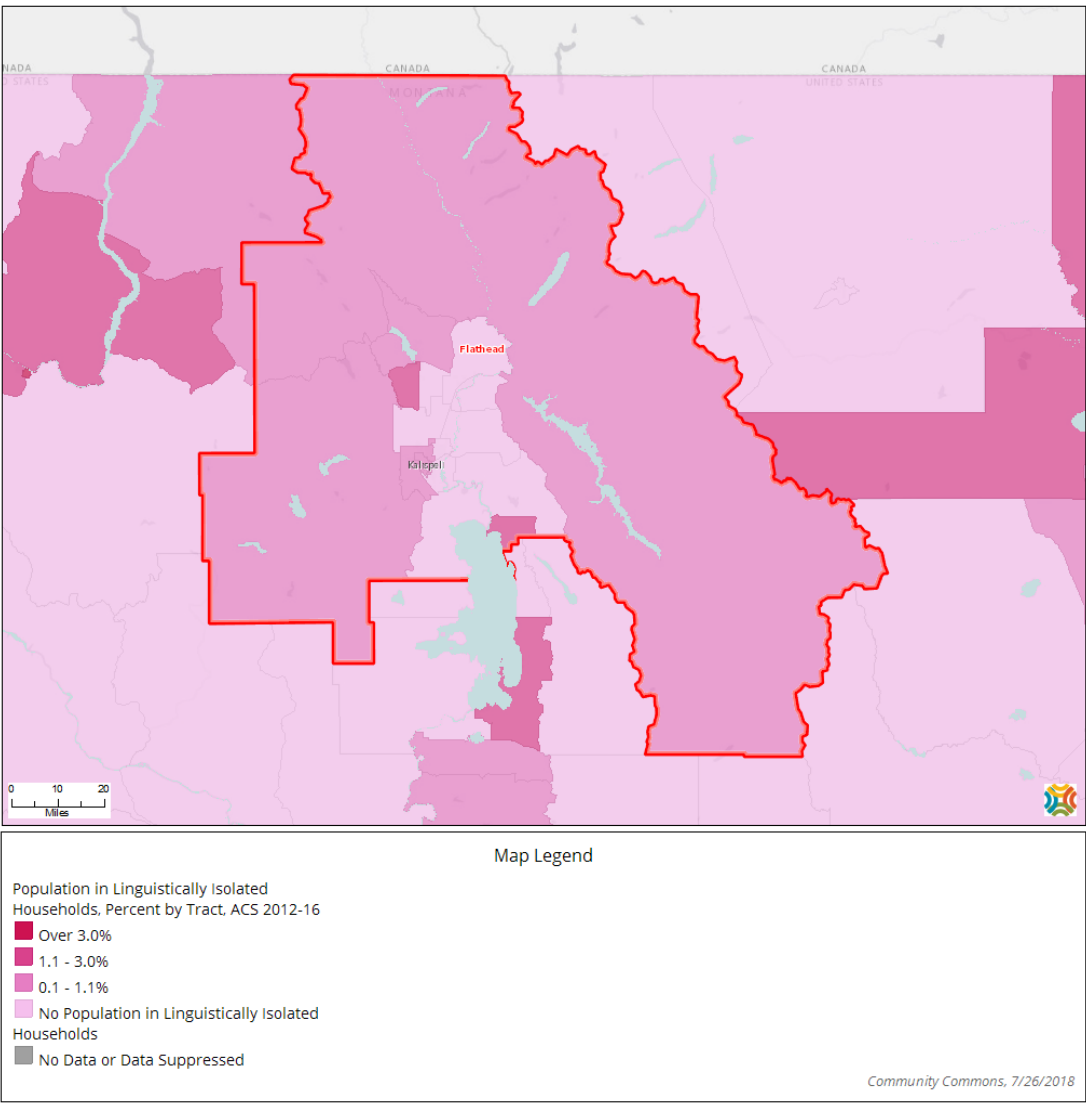 NADA
D STATES
CANADA
MONTANA
CANADA
UNITED STATES
Flathead
Kalispell
0 10 20
Miles
Map Legend
Population in Linguistically Isolated
Households, Percent by Tract, ACS 2012-16
Over 3.0%
1.1 - 3.0%
0.1 - 1.1%
No Population in Linguistically Isolated
Households
No Data or Data Suppressed
Community Commons, 7/26/2018